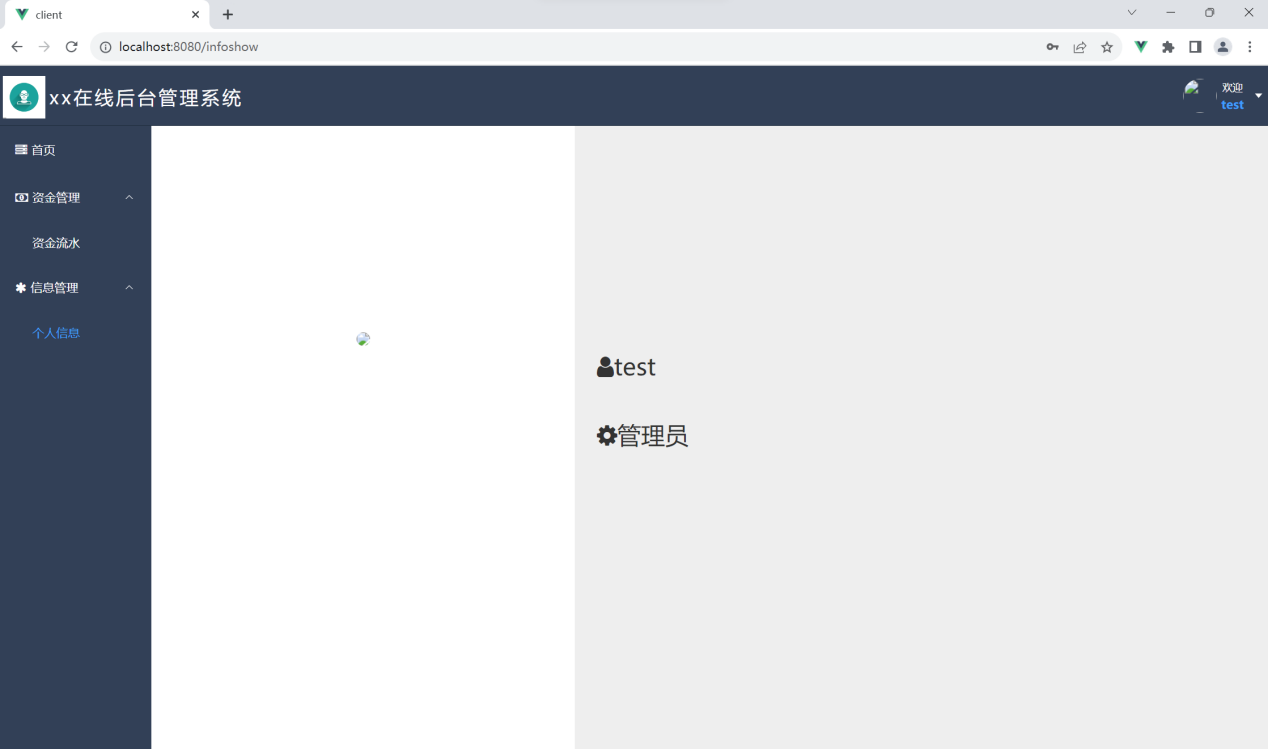 client
localhost:8080/infoshow
xx在线后台管理系统
欢迎
test
首页
资金管理
资金流水
信息管理
个人信息
test
管理员